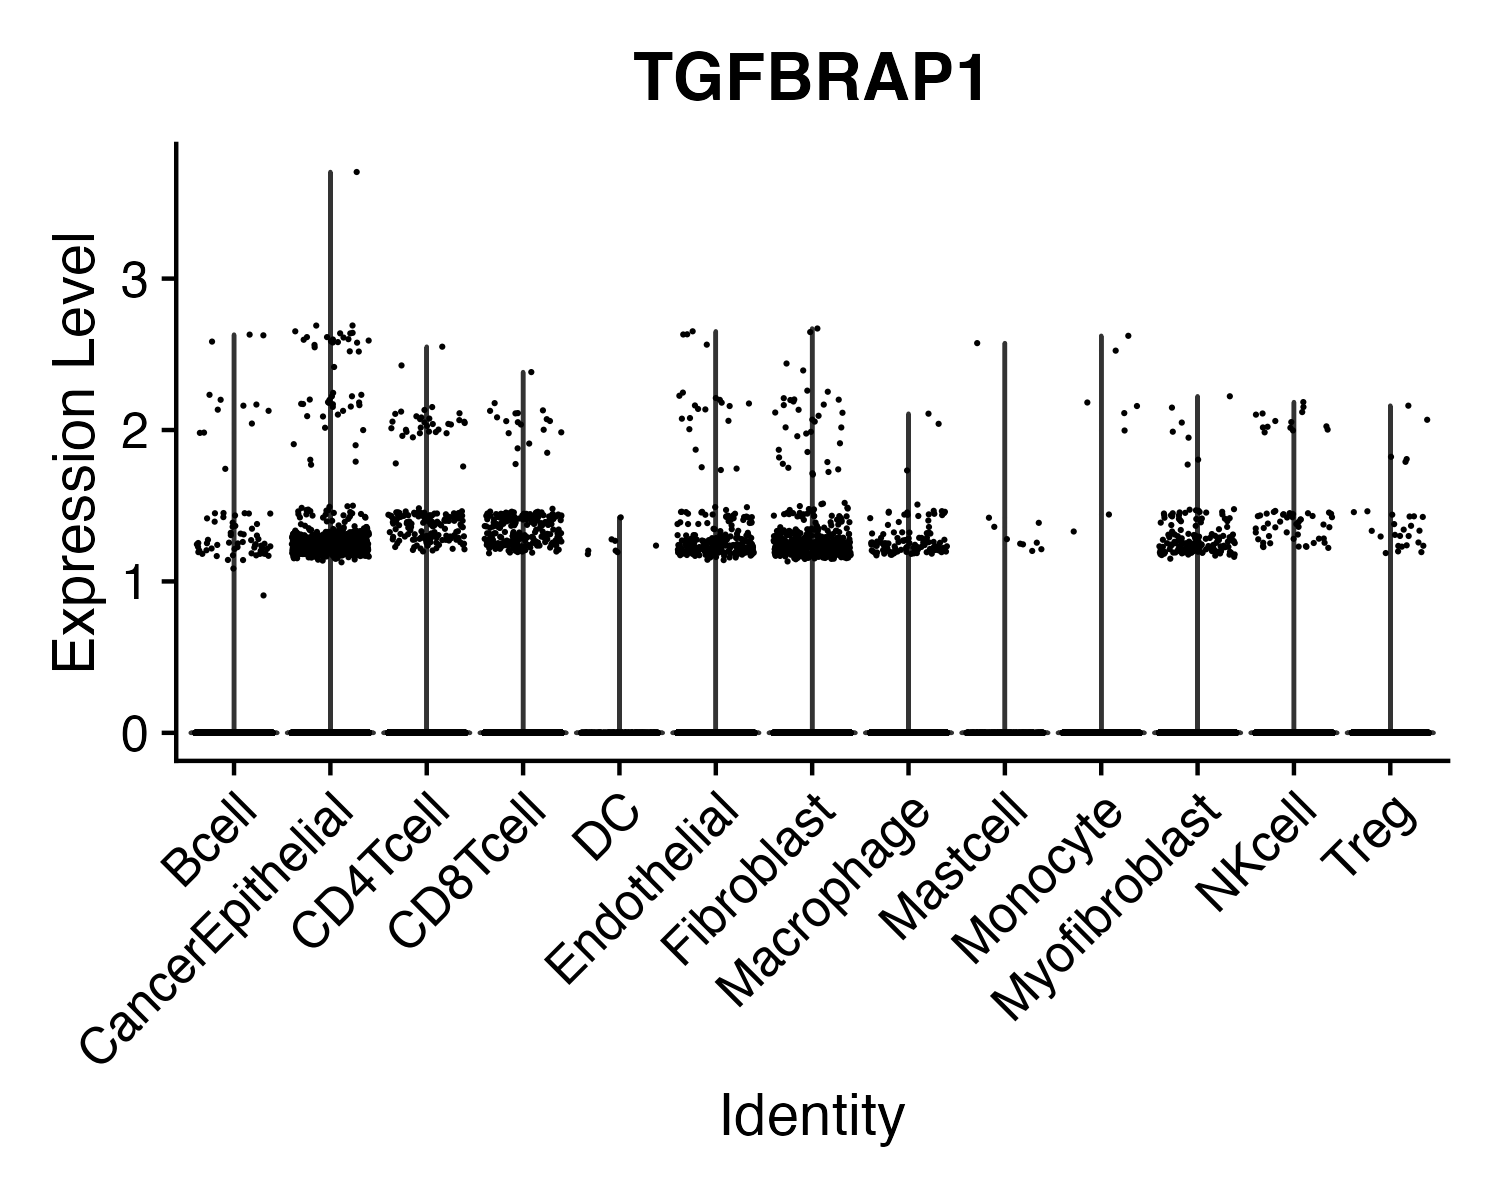 TGFBRAP1
Expression Level
3
2
1
0
Bcell
CancerEpithelial
CD4Tcell
CD8Tcell
DC
Endothelial
Fibroblast
Macrophage
Mastcell
Monocyte
Myofibroblast
NKcell
Treg
Identity